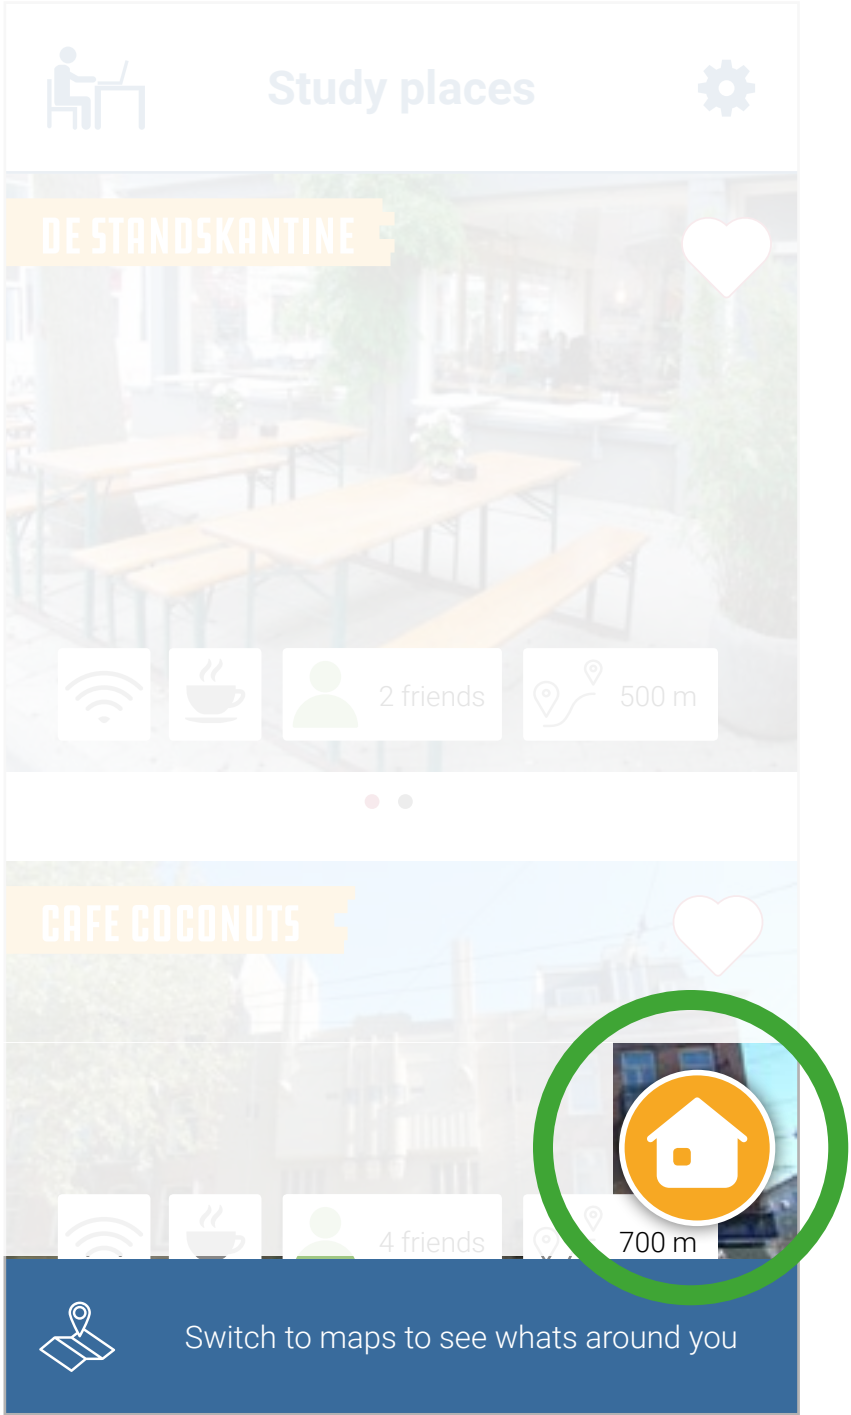 Study places
DE STANDSKANTINE
2 friends
500 m
CAFE COCONUTS
4 friends
700 m
Switch to maps to see whats around you